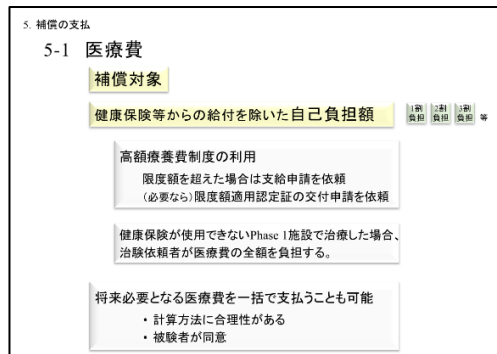 5. 補償の支払
5-1 医療費
補償対象
健康保険等からの給付を除いた自己負担額 1割負担 2割負担 3割負担 等
高額療養費制度の利用
限度額を超えた場合は支給申請を依頼
(必要なら)限度額適用認定証の交付申請を依頼
健康保険が使用できないPhase 1施設で治療した場合、
治験依頼者が医療費の全額を負担する。
将来必要となる医療費を一括で支払うことも可能
・計算方法に合理性がある
・被験者が同意